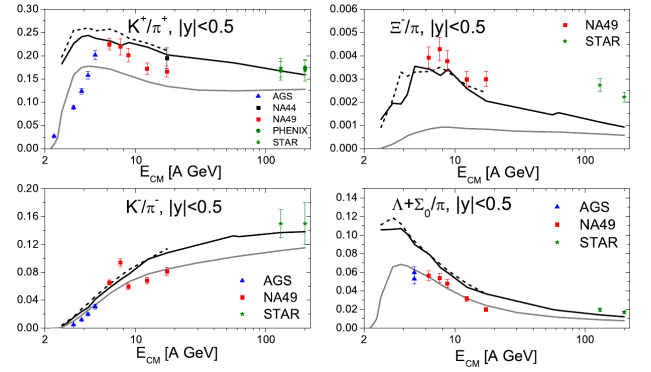 K⁺/π⁺, |y|<0.5
0.30
0.25
0.20
0.15
0.10
0.05
0.00
AGS
NA44
NA49
PHENIX
STAR
2
10
100
E_CM [A GeV]
Ξ⁻/π, |y|<0.5
0.006
0.005
0.004
0.003
0.002
0.001
0.000
NA49
STAR
2
10
100
E_CM [A GeV]
K⁻/π⁻, |y|<0.5
0.20
0.16
0.12
0.08
0.04
0.00
AGS
NA49
STAR
2
10
100
E_CM [A GeV]
Λ+Σ₀/π, |y|<0.5
0.14
0.12
0.10
0.08
0.06
0.04
0.02
0.00
AGS
NA49
STAR
2
10
100
E_CM [A GeV]